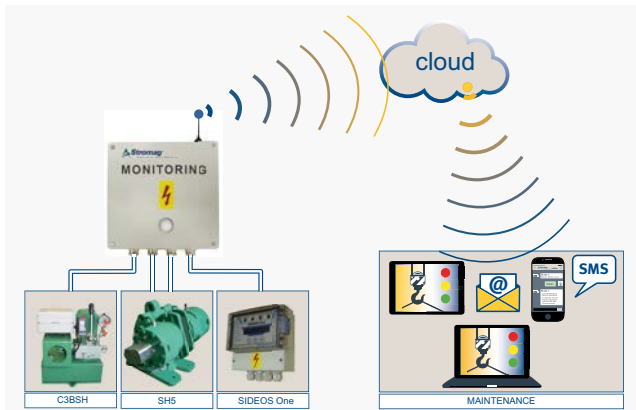 cloud
Stromag
MONITORING
@
SMS
C3BSH
SH5
SIDEOS One
MAINTENANCE